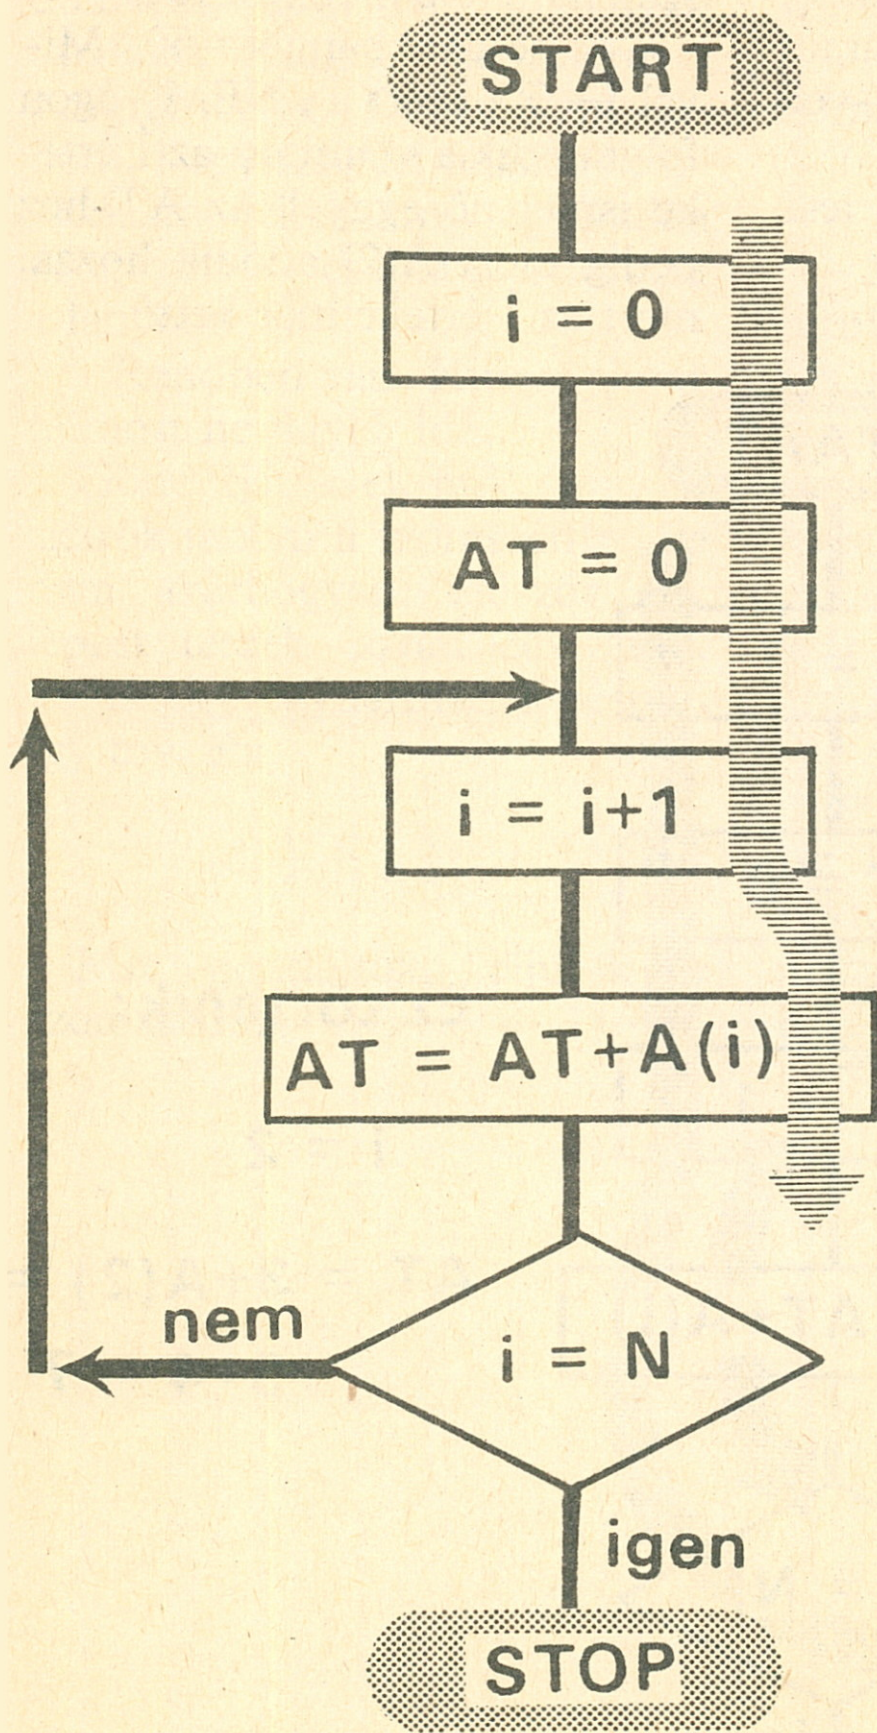 START
i = 0
AT = 0
i = i+1
AT = AT+A(i)
nem
i = N
igen
STOP